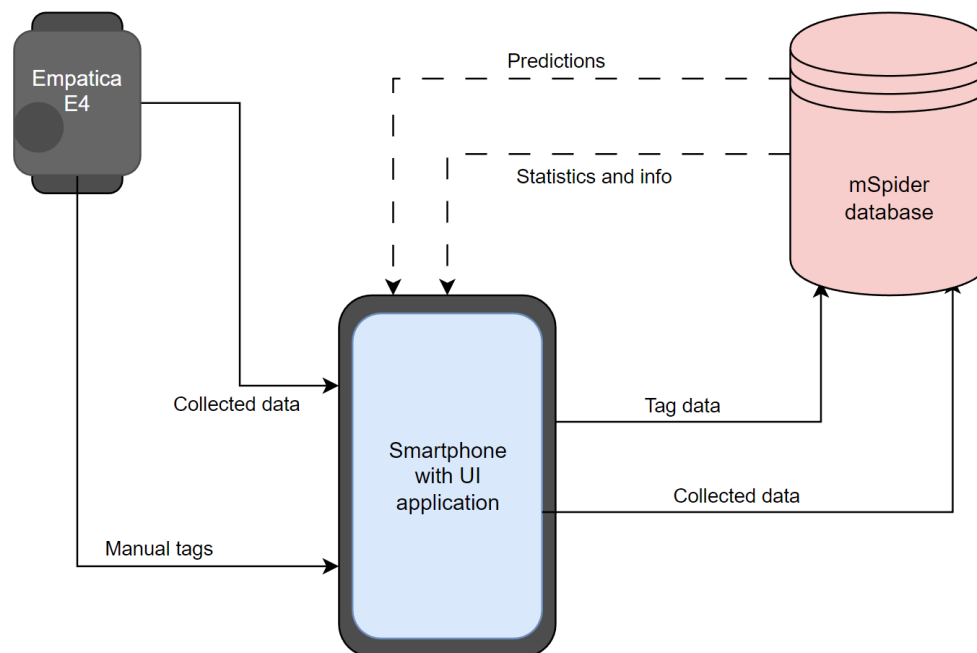 Empatica
E4
Predictions
Statistics and info
mSpider
database
Collected data
Tag data
Smartphone
with UI
application
Collected data
Manual tags